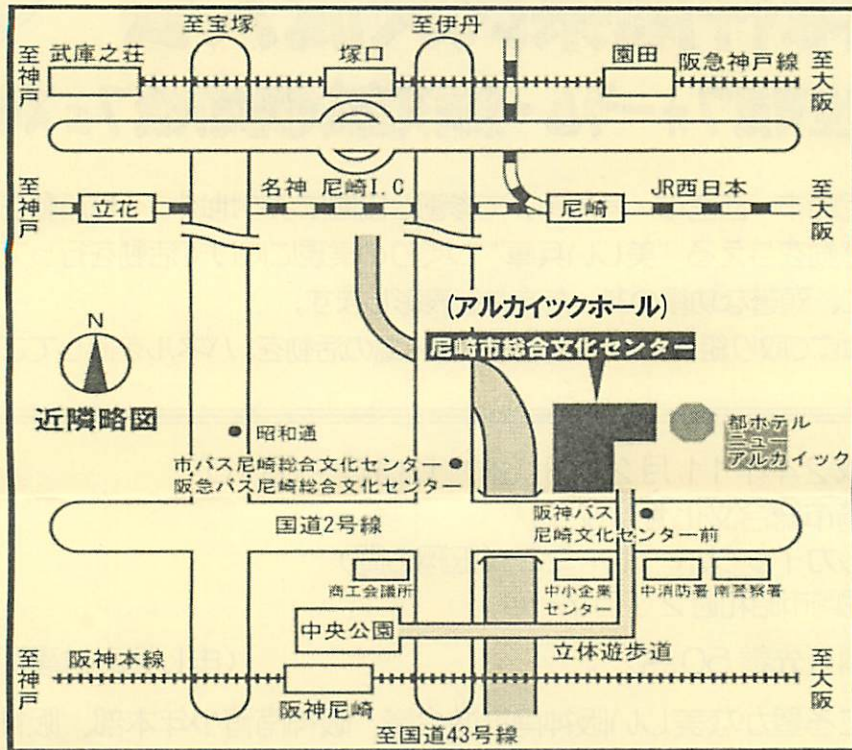 至宝塚
至伊丹
至神戸
武庫之荘
塚口
園田
阪急神戸線
至大阪
至神戸
立花
名神 尼崎I.C
尼崎
JR西日本
至大阪
(アルカイックホール)
尼崎市総合文化センター
N
近隣略図
昭和通
都ホテル
ニュー
アルカイック
市バス尼崎総合文化センター
阪急バス尼崎総合文化センター
国道2号線
阪神バス
尼崎文化センター前
商工会議所
中小企業
センター
中消防署
南警察署
中央公園
立体遊歩道
至神戸
阪神本線
阪神尼崎
至大阪
至国道43号線